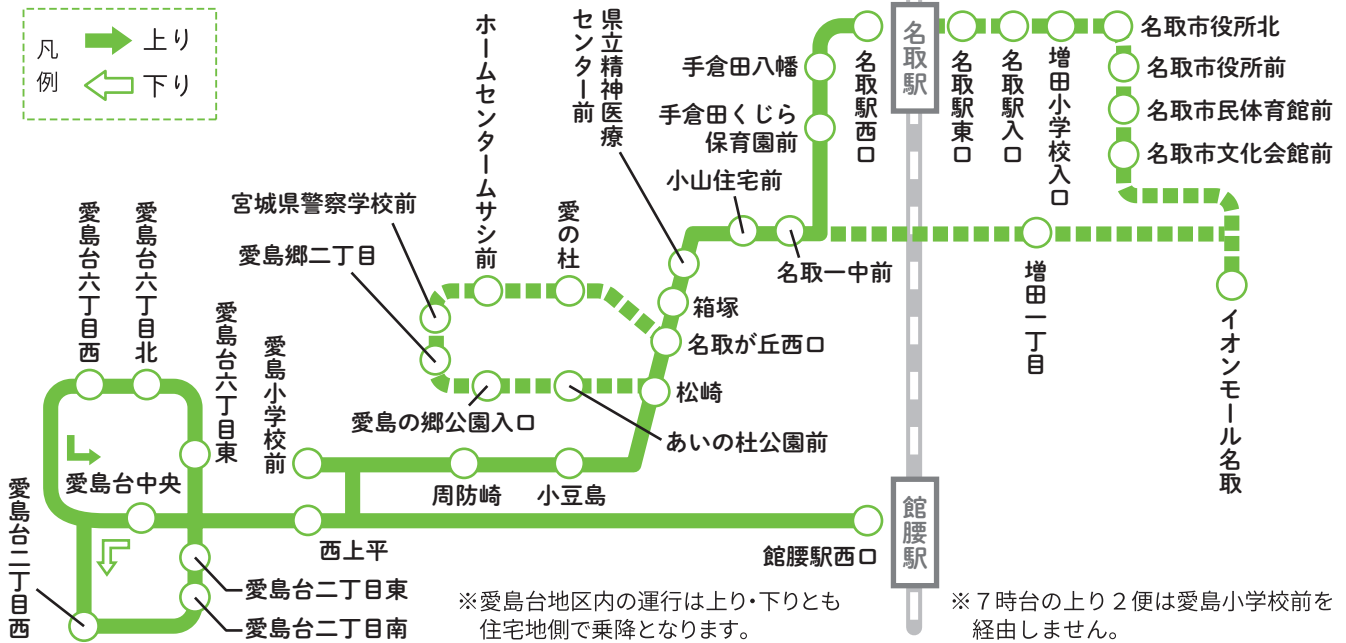 凡例
上り
下り
ホームセンタームサシ前
県立精神医療センター前
手倉田八幡
手倉田くじら
保育園前
名取駅西口
名取駅
名取駅東口
名取駅入口
増田小学校入口
名取市役所北
名取市役所前
名取市民体育館前
名取市文化会館前
小山住宅前
宮城県警察学校前
愛の杜
愛島郷二丁目
名取一中前
増田一丁目
イオンモール名取
箱塚
名取が丘西口
松崎
愛島台六丁目西
愛島台六丁目北
愛島台六丁目東
愛島小学校前
愛島の郷公園入口
あいの杜公園前
愛島台中央
周防崎
小豆島
愛島台二丁目西
西上平
館腰駅西口
館腰駅
愛島台二丁目東
愛島台二丁目南
※愛島台地区内の運行は上り・下りとも
住宅地側で乗降となります。
※7時台の上り2便は愛島小学校前を
経由しません。